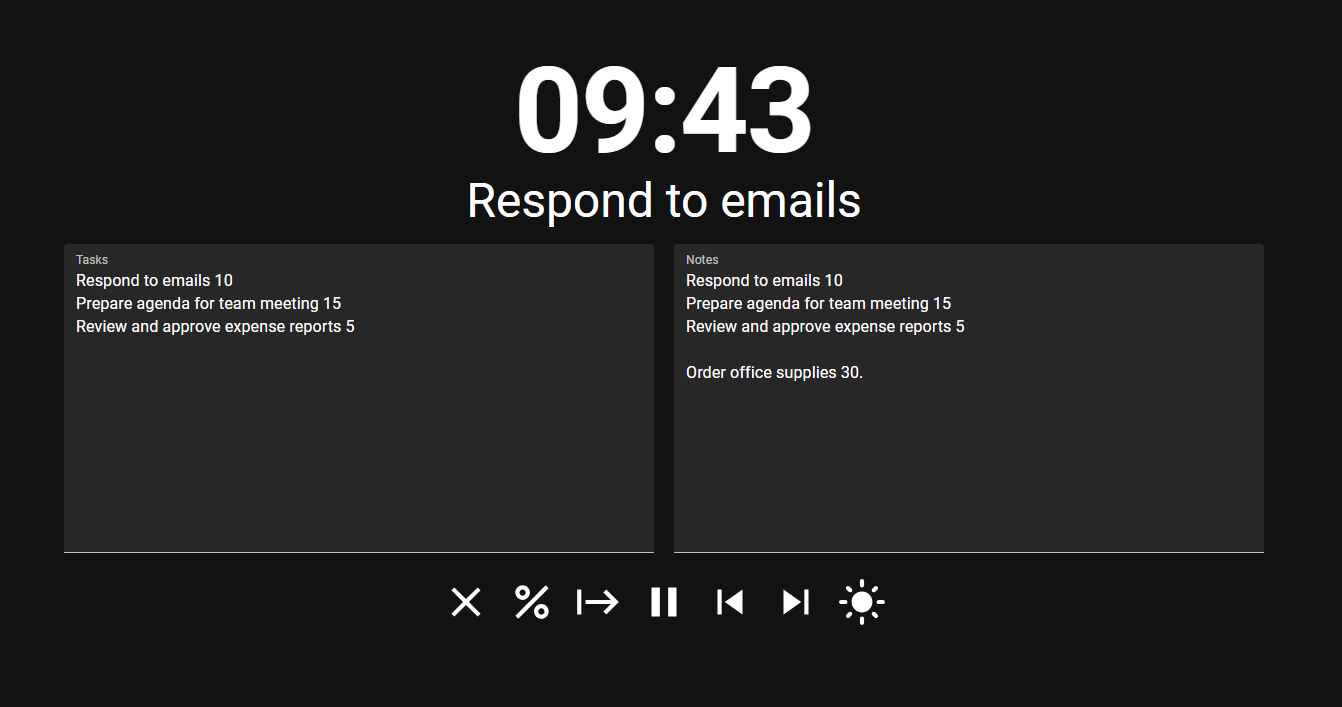 09:43
Respond to emails
Tasks
Respond to emails 10
Prepare agenda for team meeting 15
Review and approve expense reports 5
Notes
Respond to emails 10
Prepare agenda for team meeting 15
Review and approve expense reports 5
Order office supplies 30.